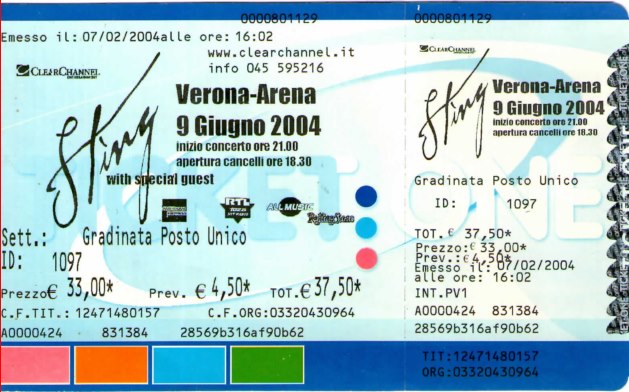 0000801129
Emesso il: 07/02/2004alle ore: 16:02
www.clearchannel.it
info 045 595216
CLEARCHANNEL
Sting
Verona-Arena
9 Giugno 2004
inizio concerto ore 21.00
apertura cancelli ore 18.30
with special guest
RTL
ALL MUSIC
TICKET ONE
Sett.: Gradinata Posto Unico
ID: 1097
Prezzo€ 33,00* Prev. € 4,50* TOT.€ 37,50*
C.F.TIT.: 12471480157 C.F.ORG:03320430964
A0000424 831384 28569b316af90b62
0000801129
CLEARCHANNEL
Sting
Verona-Arena
9 Giugno 2004
inizio concerto ore 21.00
apertura cancelli ore 18.30
Gradinata Posto Unico
ID: 1097
TOT.€ 37,50*
Prezzo:€ 33,00*
Prev.:€ 4,50*
Emesso il: 07/02/2004
alle ore: 16:02
INT.PV1
A0000424 831384
28569b316af90b62
TIT:12471480157
ORG:03320430964